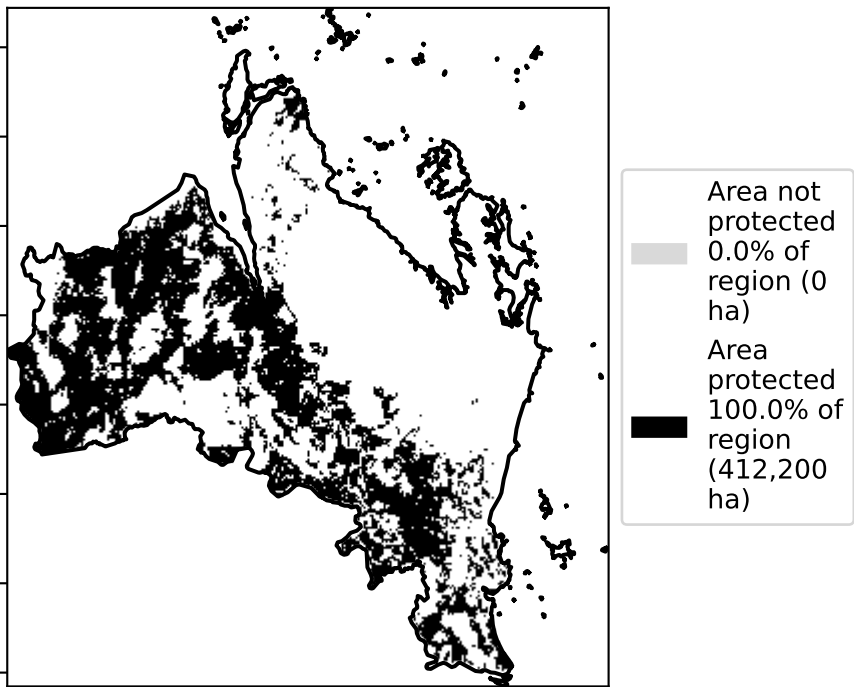 Area not
protected
0.0% of
region (0
ha)
Area
protected
100.0% of
region
(412,200
ha)